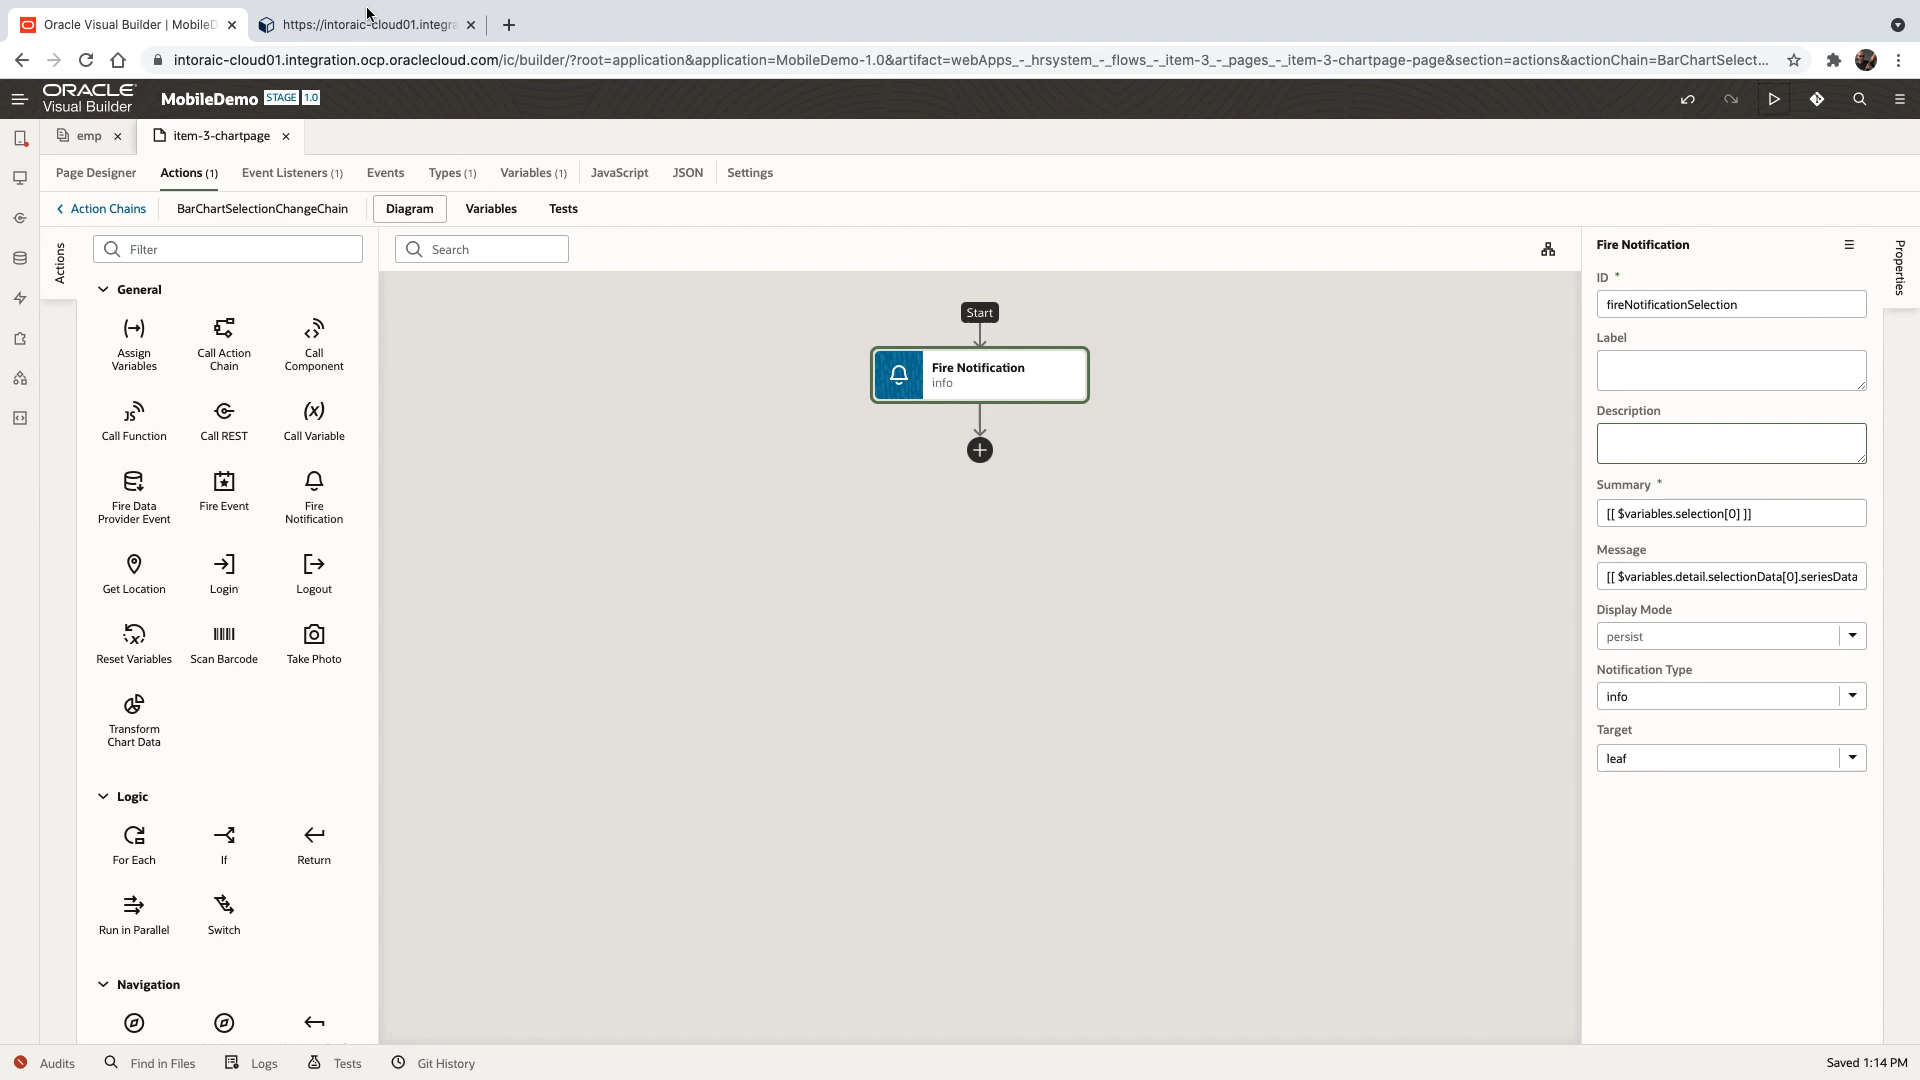 Oracle Visual Builder | MobileD
https://intoraic-cloud01.integra
intoraic-cloud01.integration.ocp.oraclecloud.com/ic/builder/?root=application&application=MobileDemo-1.0&artifact=webApps_-_hrsystem_-_flows_-_item-3_-_pages_-_item-3-chartpage-page&section=actions&actionChain=BarChartSelect...
ORACLE
Visual Builder
MobileDemo STAGE 1.0
emp
item-3-chartpage
Page Designer
Actions (1)
Event Listeners (1)
Events
Types (1)
Variables (1)
JavaScript
JSON
Settings
Action Chains
BarChartSelectionChangeChain
Diagram
Variables
Tests
Actions
Filter
General
Assign
Variables
Call Action
Chain
Call
Component
JS
Call Function
Call REST
(x)
Call Variable
Fire Data
Provider Event
Fire Event
Fire
Notification
Get Location
Login
Logout
Reset Variables
Scan Barcode
Take Photo
Transform
Chart Data
Logic
For Each
If
Return
Run in Parallel
Switch
Navigation
Search
Start
Fire Notification
info
Fire Notification
Properties
ID *
fireNotificationSelection
Label
Description
Summary *
[[ $variables.selection[0] ]]
Message
[[ $variables.detail.selectionData[0].seriesData
Display Mode
persist
Notification Type
info
Target
leaf
Audits
Find in Files
Logs
Tests
Git History
Saved 1:14 PM